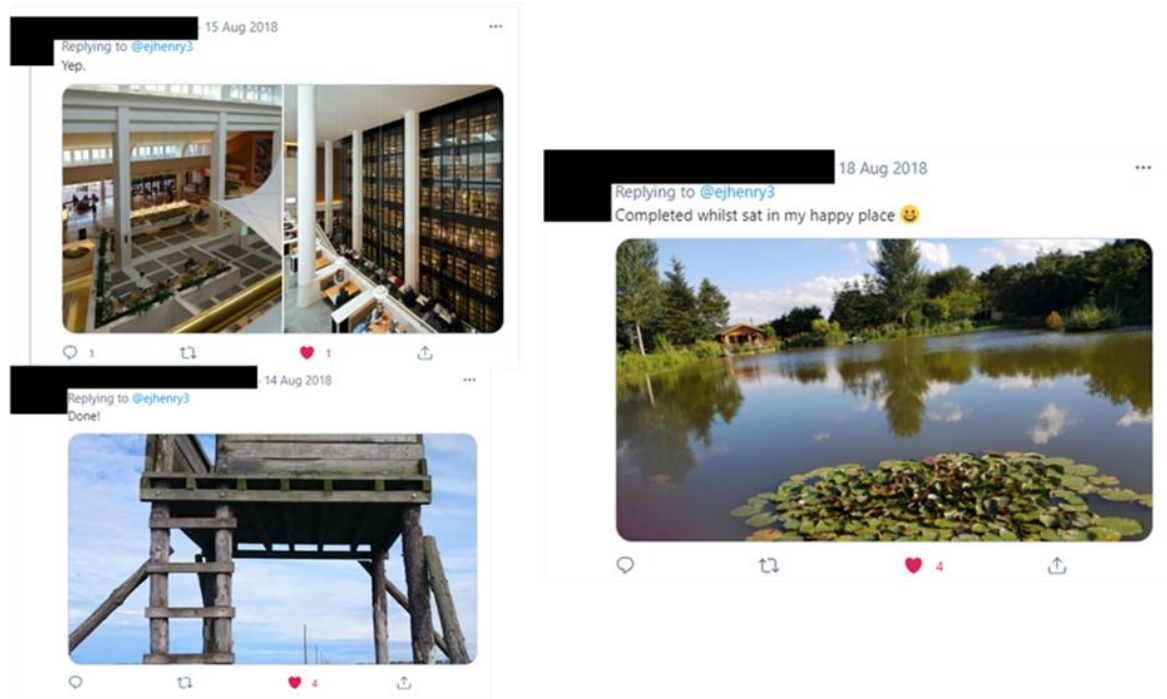 · 15 Aug 2018
Replying to @ejhenry3
Yep.
1
1
- 14 Aug 2018
Replying to @ejhenry3
Done!
4
18 Aug 2018
Replying to @ejhenry3
Completed whilst sat in my happy place 😀
4